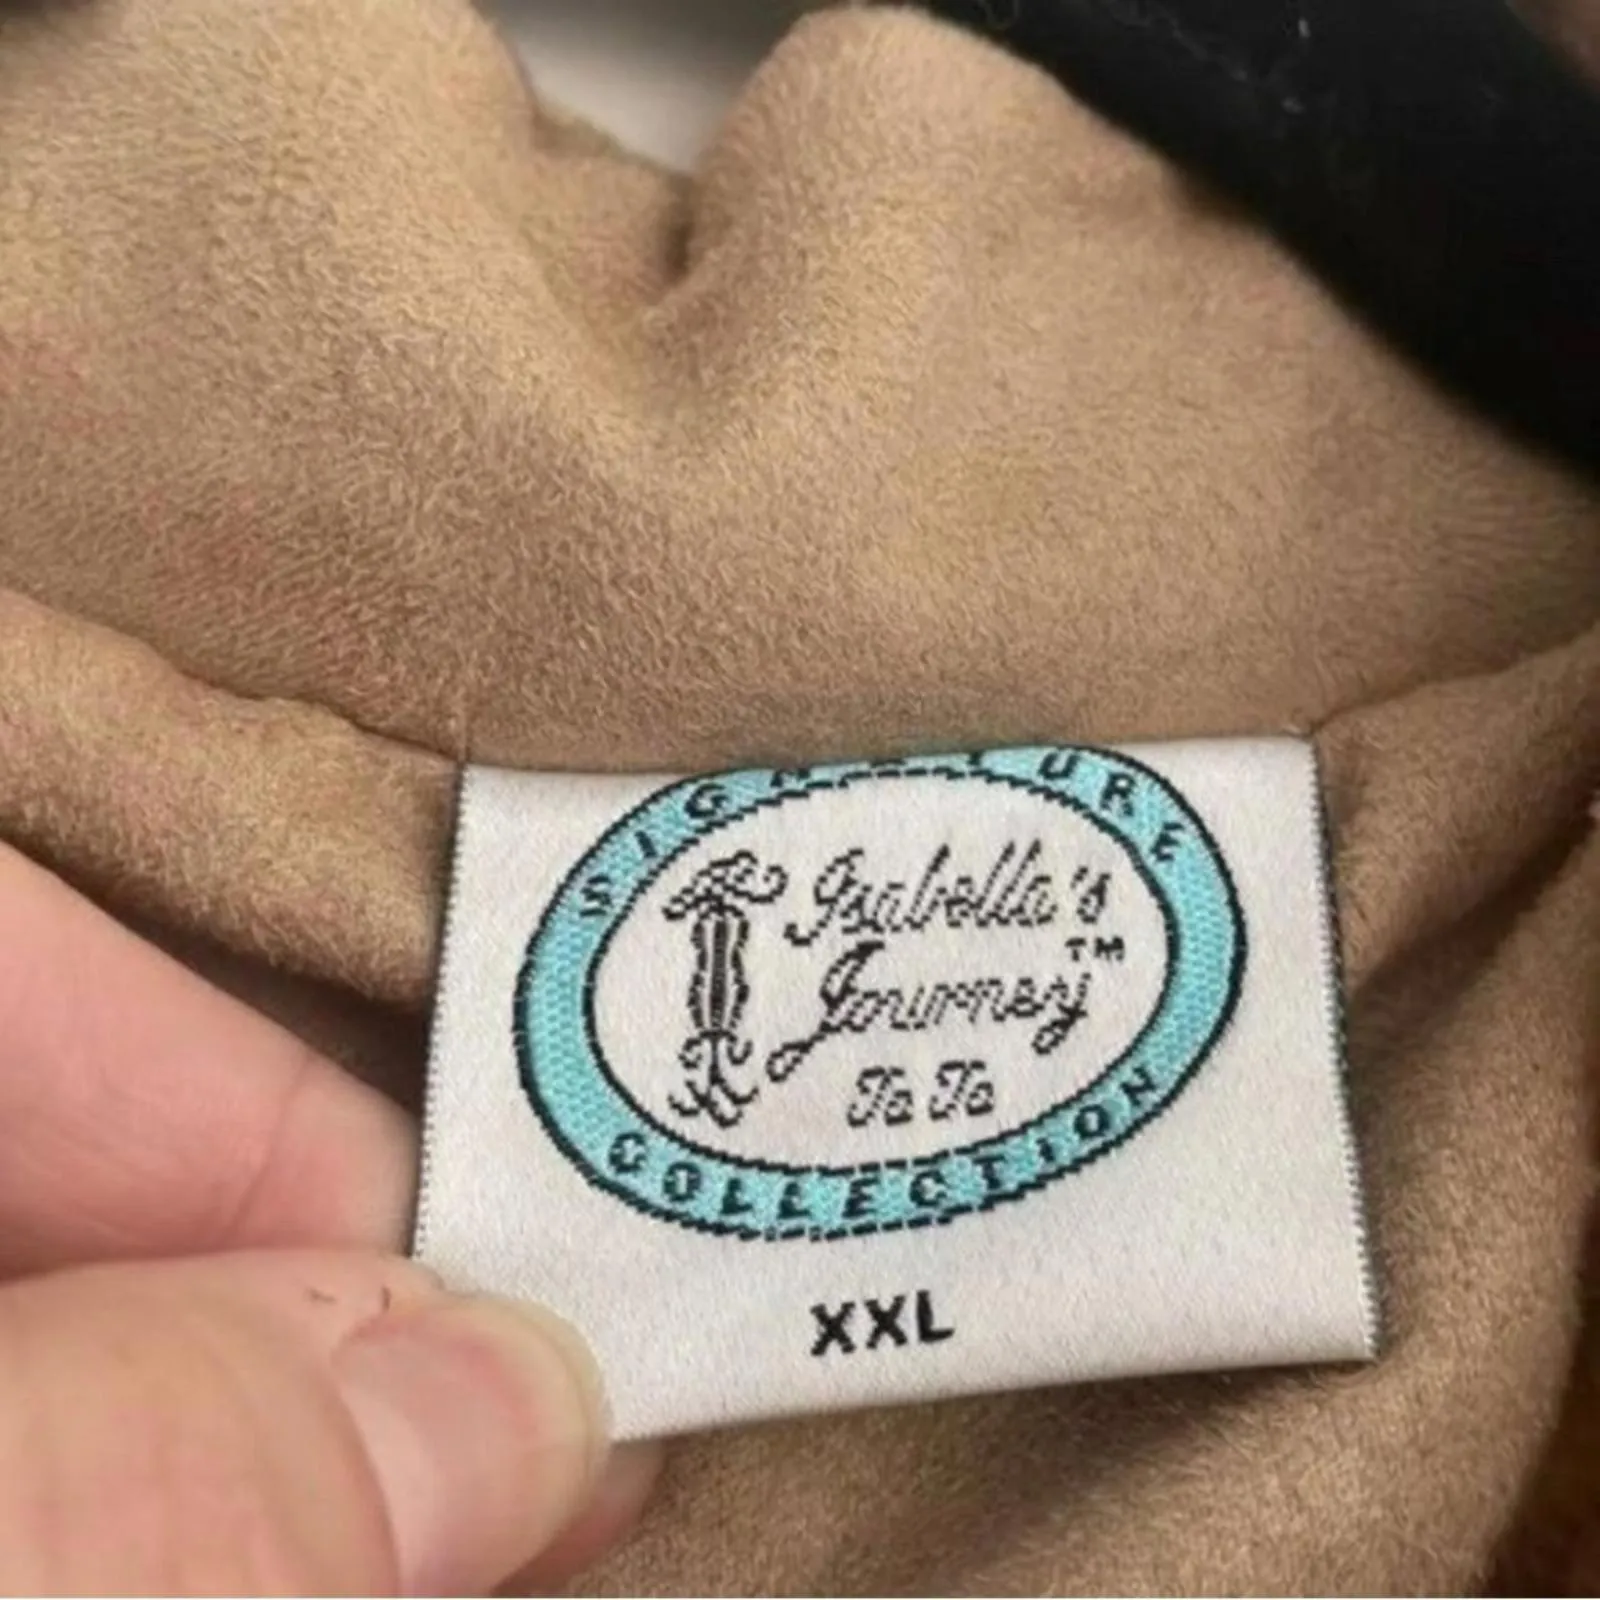 SIGNATURE
Isabella's
Journey™
Te Te
COLLECTION
XXL